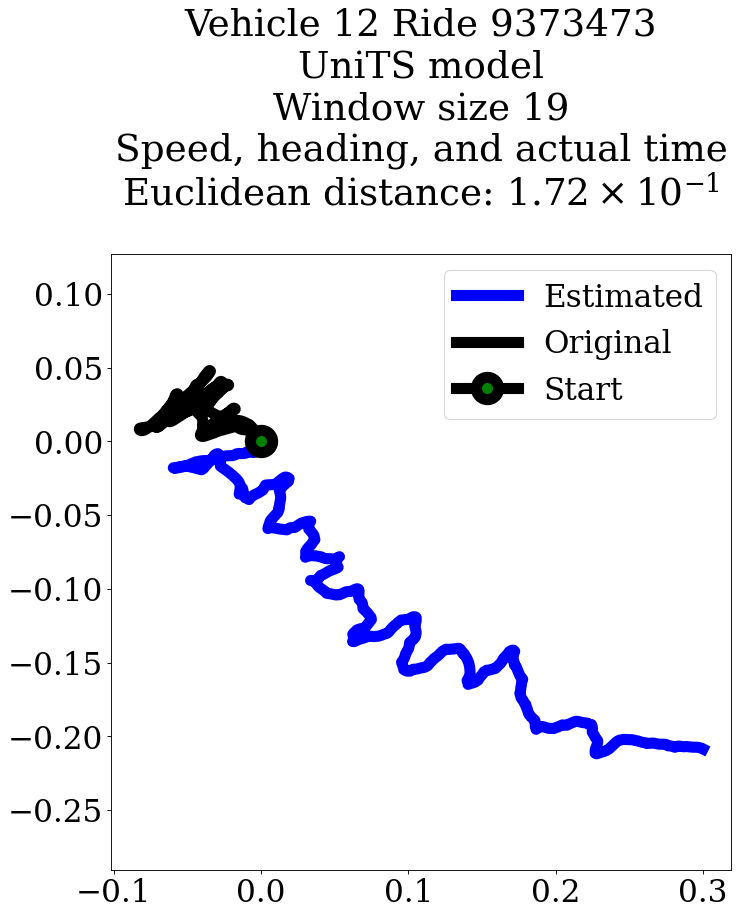 Vehicle 12 Ride 9373473
UniTS model
Window size 19
Speed, heading, and actual time
Euclidean distance: 1.72 × 10⁻¹
Estimated
Original
Start
0.10
0.05
0.00
−0.05
−0.10
−0.15
−0.20
−0.25
−0.1 0.0 0.1 0.2 0.3